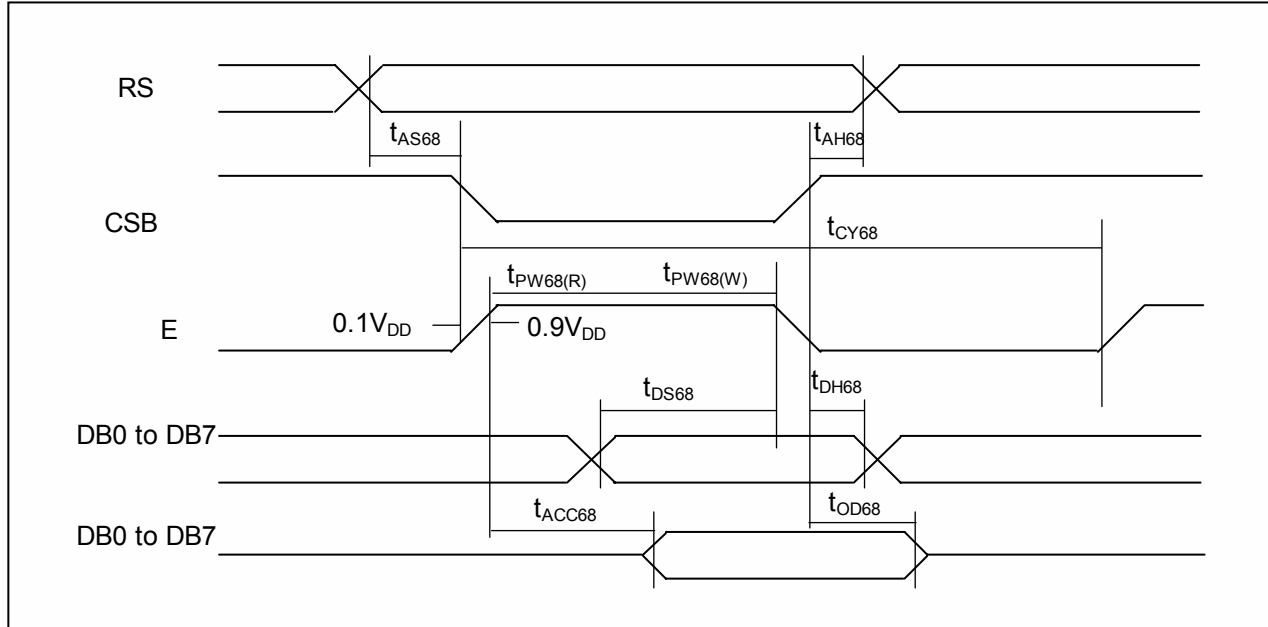 RS
tAS68
tAH68
CSB
tCY68
tPW68(R)
tPW68(W)
E
0.1VDD
0.9VDD
tDS68
tDH68
DB0 to DB7
tACC68
tOD68
DB0 to DB7